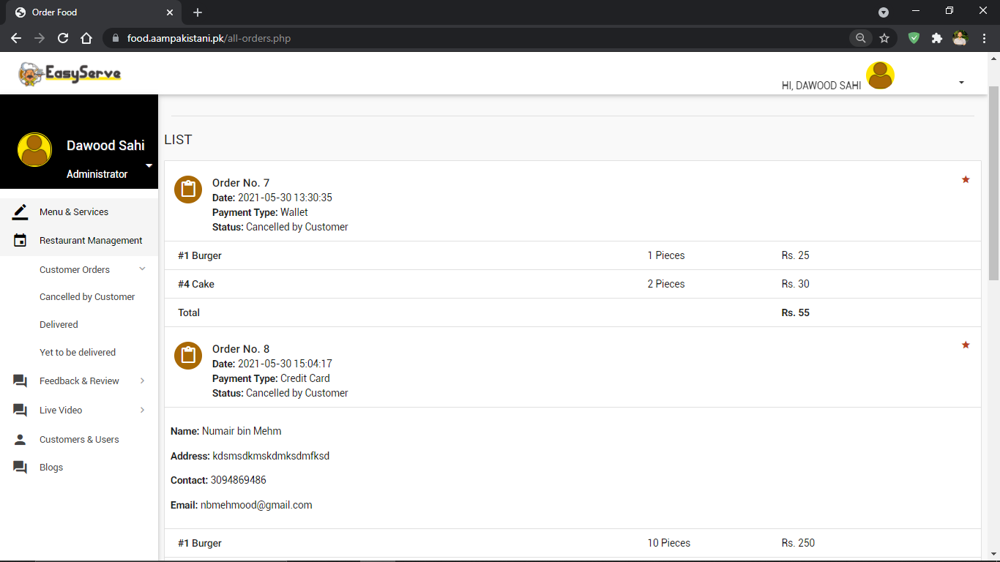 Order Food
food.aampakistani.pk/all-orders.php
EasyServe
HI, DAWOOD SAHI
Dawood Sahi
Administrator
Menu & Services
Restaurant Management
Customer Orders
Cancelled by Customer
Delivered
Yet to be delivered
Feedback & Review
Live Video
Customers & Users
Blogs
LIST
Order No. 7
Date: 2021-05-30 13:30:35
Payment Type: Wallet
Status: Cancelled by Customer
#1 Burger 1 Pieces Rs. 25
#4 Cake 2 Pieces Rs. 30
Total Rs. 55
Order No. 8
Date: 2021-05-30 15:04:17
Payment Type: Credit Card
Status: Cancelled by Customer
Name: Numair bin Mehm
Address: kdsmsdkmskdmksdmfksd
Contact: 3094869486
Email: nbmehmood@gmail.com
#1 Burger 10 Pieces Rs. 250